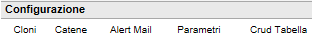 Configurazione
Cloni Catene Alert Mail Parametri Crud Tabella